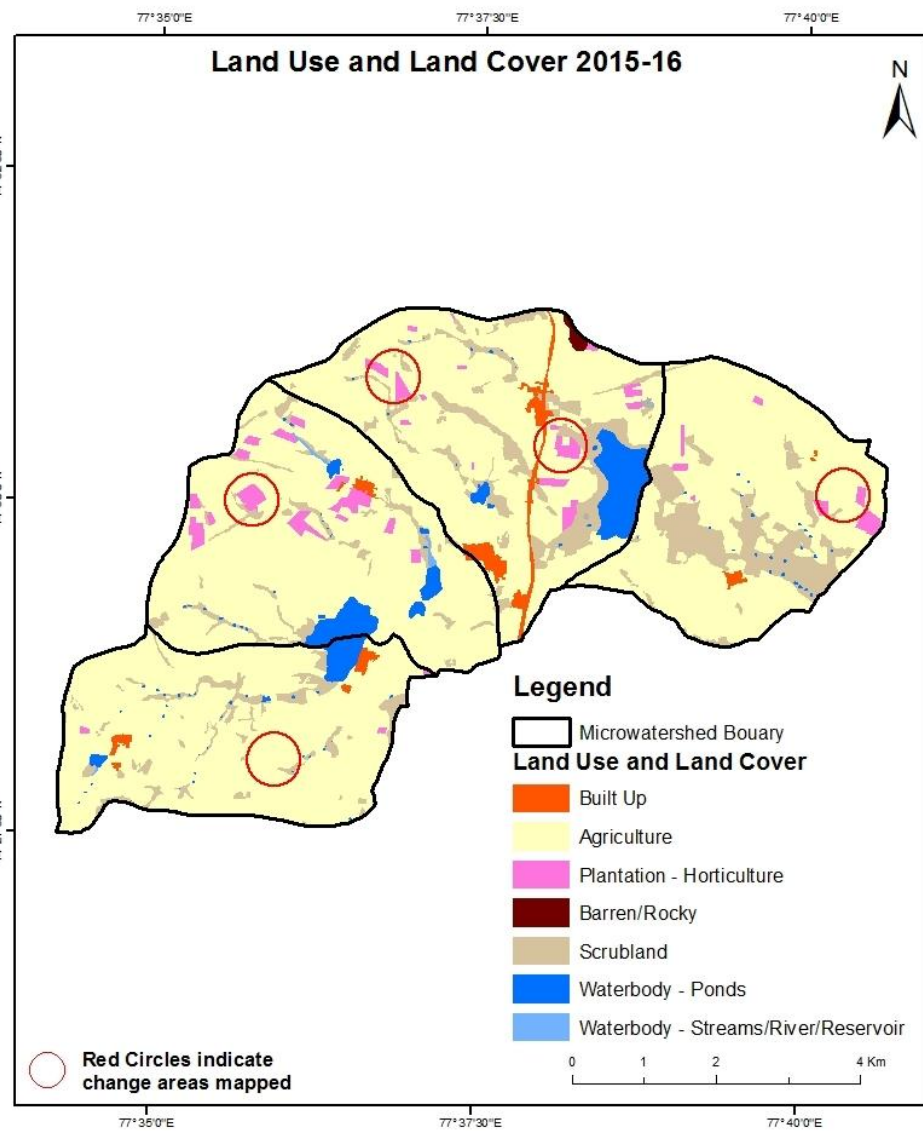 77° 35'0"E 77° 37'30"E 77° 40'0"E
Land Use and Land Cover 2015-16
N
Legend
Microwatershed Bouary
Land Use and Land Cover
Built Up
Agriculture
Plantation - Horticulture
Barren/Rocky
Scrubland
Waterbody - Ponds
Waterbody - Streams/River/Reservoir
0 1 2 4 Km
Red Circles indicate
change areas mapped
77° 35'0"E 77° 37'30"E 77° 40'0"E